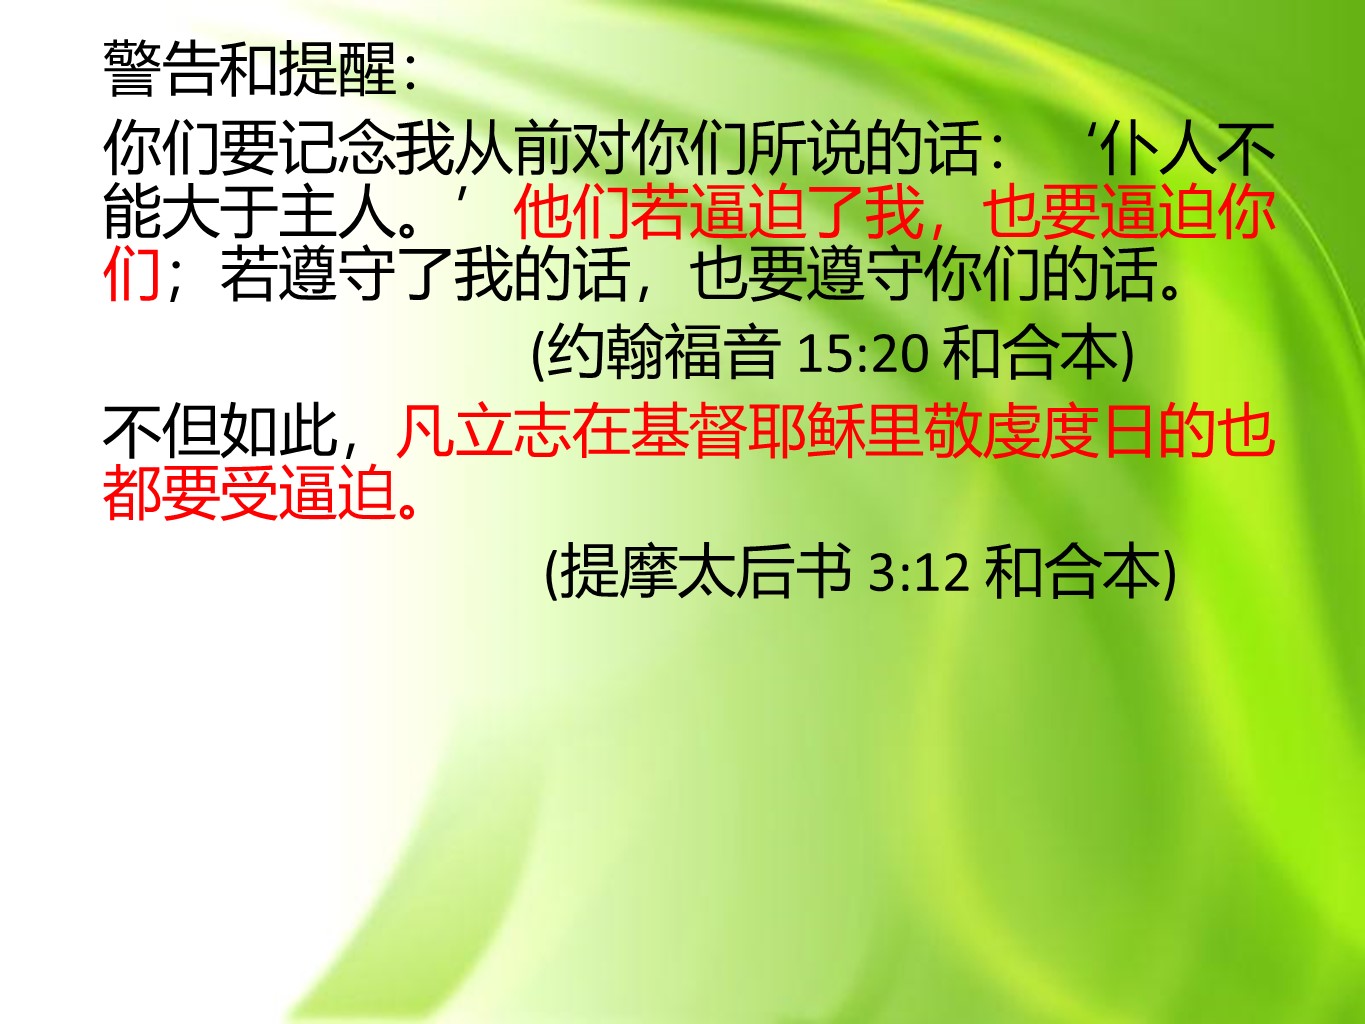 警告和提醒：
你们要记念我从前对你们所说的话：‘仆人不
能大于主人。’他们若逼迫了我，也要逼迫你
们；若遵守了我的话，也要遵守你们的话。
(约翰福音 15:20 和合本)
不但如此，凡立志在基督耶稣里敬虔度日的也
都要受逼迫。
(提摩太后书 3:12 和合本)